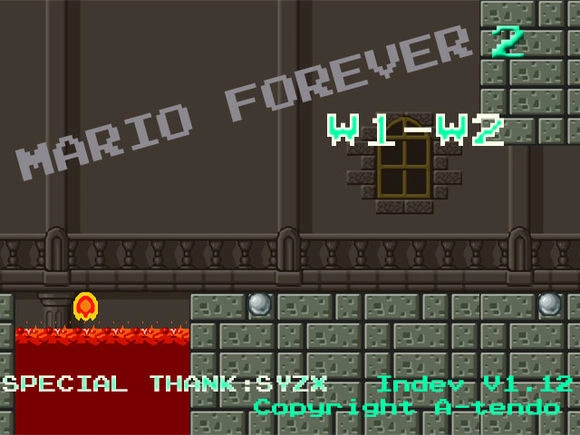 MARIO FOREVER 2
W1-W2
SPECIAL THANK:SYZX Indev V1.12
Copyright A-tendo